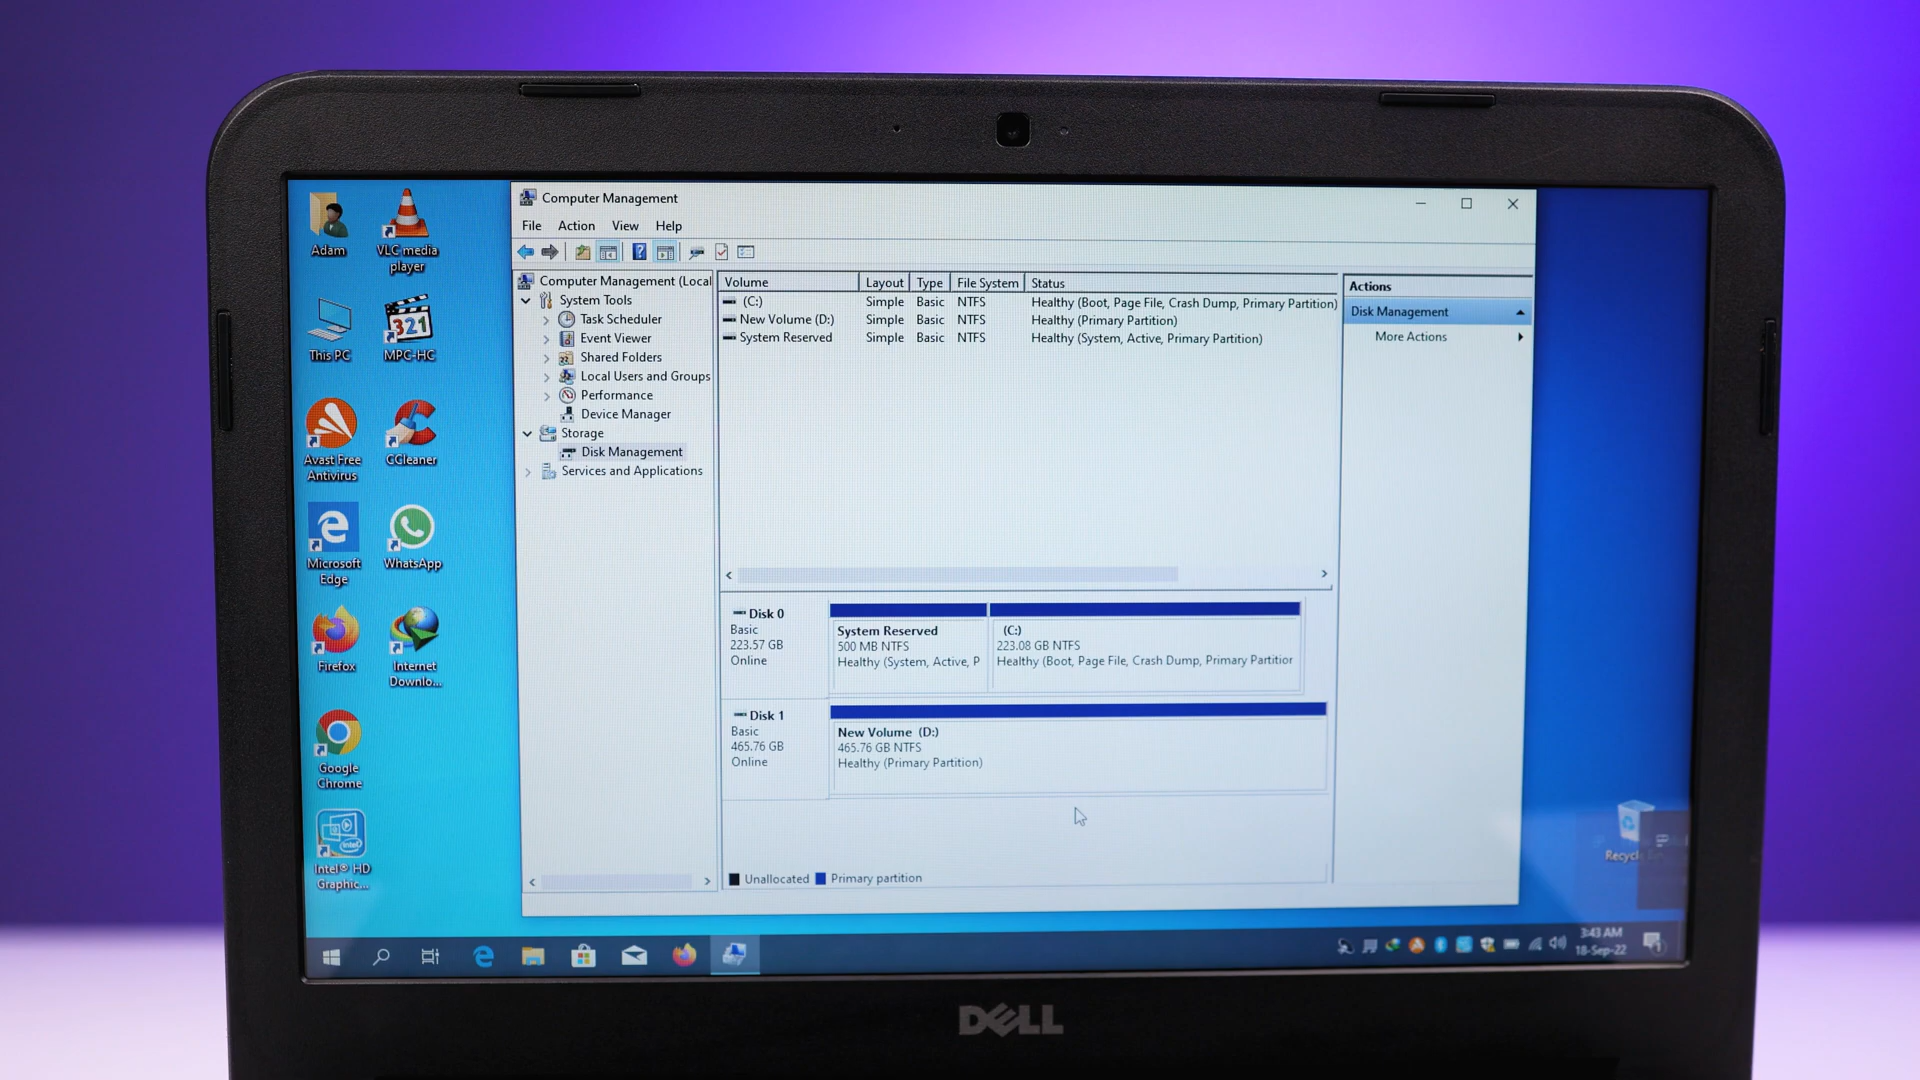 Adam
VLC media
player
This PC
MPC-HC
321
Avast Free
Antivirus
CCleaner
Microsoft
Edge
WhatsApp
Firefox
Internet
Downlo...
Google
Chrome
intel
Intel® HD
Graphic...
Computer Management
File Action View Help
Computer Management (Local
System Tools
Task Scheduler
Event Viewer
Shared Folders
Local Users and Groups
Performance
Device Manager
Storage
Disk Management
Services and Applications
Volume Layout Type File System Status
(C:) Simple Basic NTFS Healthy (Boot, Page File, Crash Dump, Primary Partition)
New Volume (D:) Simple Basic NTFS Healthy (Primary Partition)
System Reserved Simple Basic NTFS Healthy (System, Active, Primary Partition)
Actions
Disk Management
More Actions
Disk 0
Basic
223.57 GB
Online
System Reserved
500 MB NTFS
Healthy (System, Active, P
(C:)
223.08 GB NTFS
Healthy (Boot, Page File, Crash Dump, Primary Partitior
Disk 1
Basic
465.76 GB
Online
New Volume (D:)
465.76 GB NTFS
Healthy (Primary Partition)
Unallocated Primary partition
Recycle
3:43 AM
18-Sep-22
1
DELL